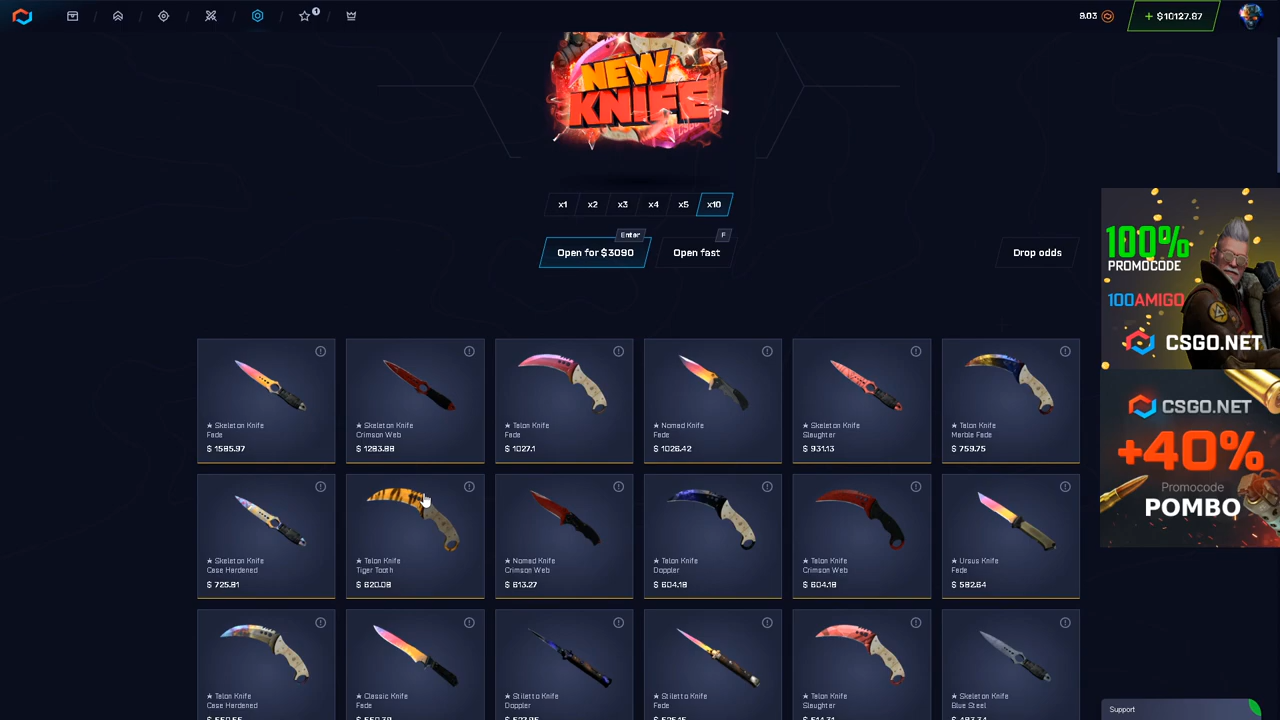 1
9.03
+ $10127.87
NEW
KNIFE
x1
x2
x3
x4
x5
x10
Enter
F
Open for $3090
Open fast
Drop odds
100%
PROMOCODE
100AMIGO
CSGO.NET
CSGO.NET
+40%
Promocode
POMBO
★ Skeleton Knife
Fade
$ 1585.97
★ Skeleton Knife
Crimson Web
$ 1283.88
★ Talon Knife
Fade
$ 1027.1
★ Nomad Knife
Fade
$ 1026.42
★ Skeleton Knife
Slaughter
$ 931.13
★ Talon Knife
Marble Fade
$ 759.75
★ Skeleton Knife
Case Hardened
$ 725.81
★ Talon Knife
Tiger Tooth
$ 620.08
★ Nomad Knife
Crimson Web
$ 613.27
★ Talon Knife
Doppler
$ 604.18
★ Talon Knife
Crimson Web
$ 604.18
★ Ursus Knife
Fade
$ 582.64
★ Talon Knife
Case Hardened
★ Classic Knife
Fade
★ Stiletto Knife
Doppler
★ Stiletto Knife
Fade
★ Talon Knife
Slaughter
★ Skeleton Knife
Blue Steel
Support